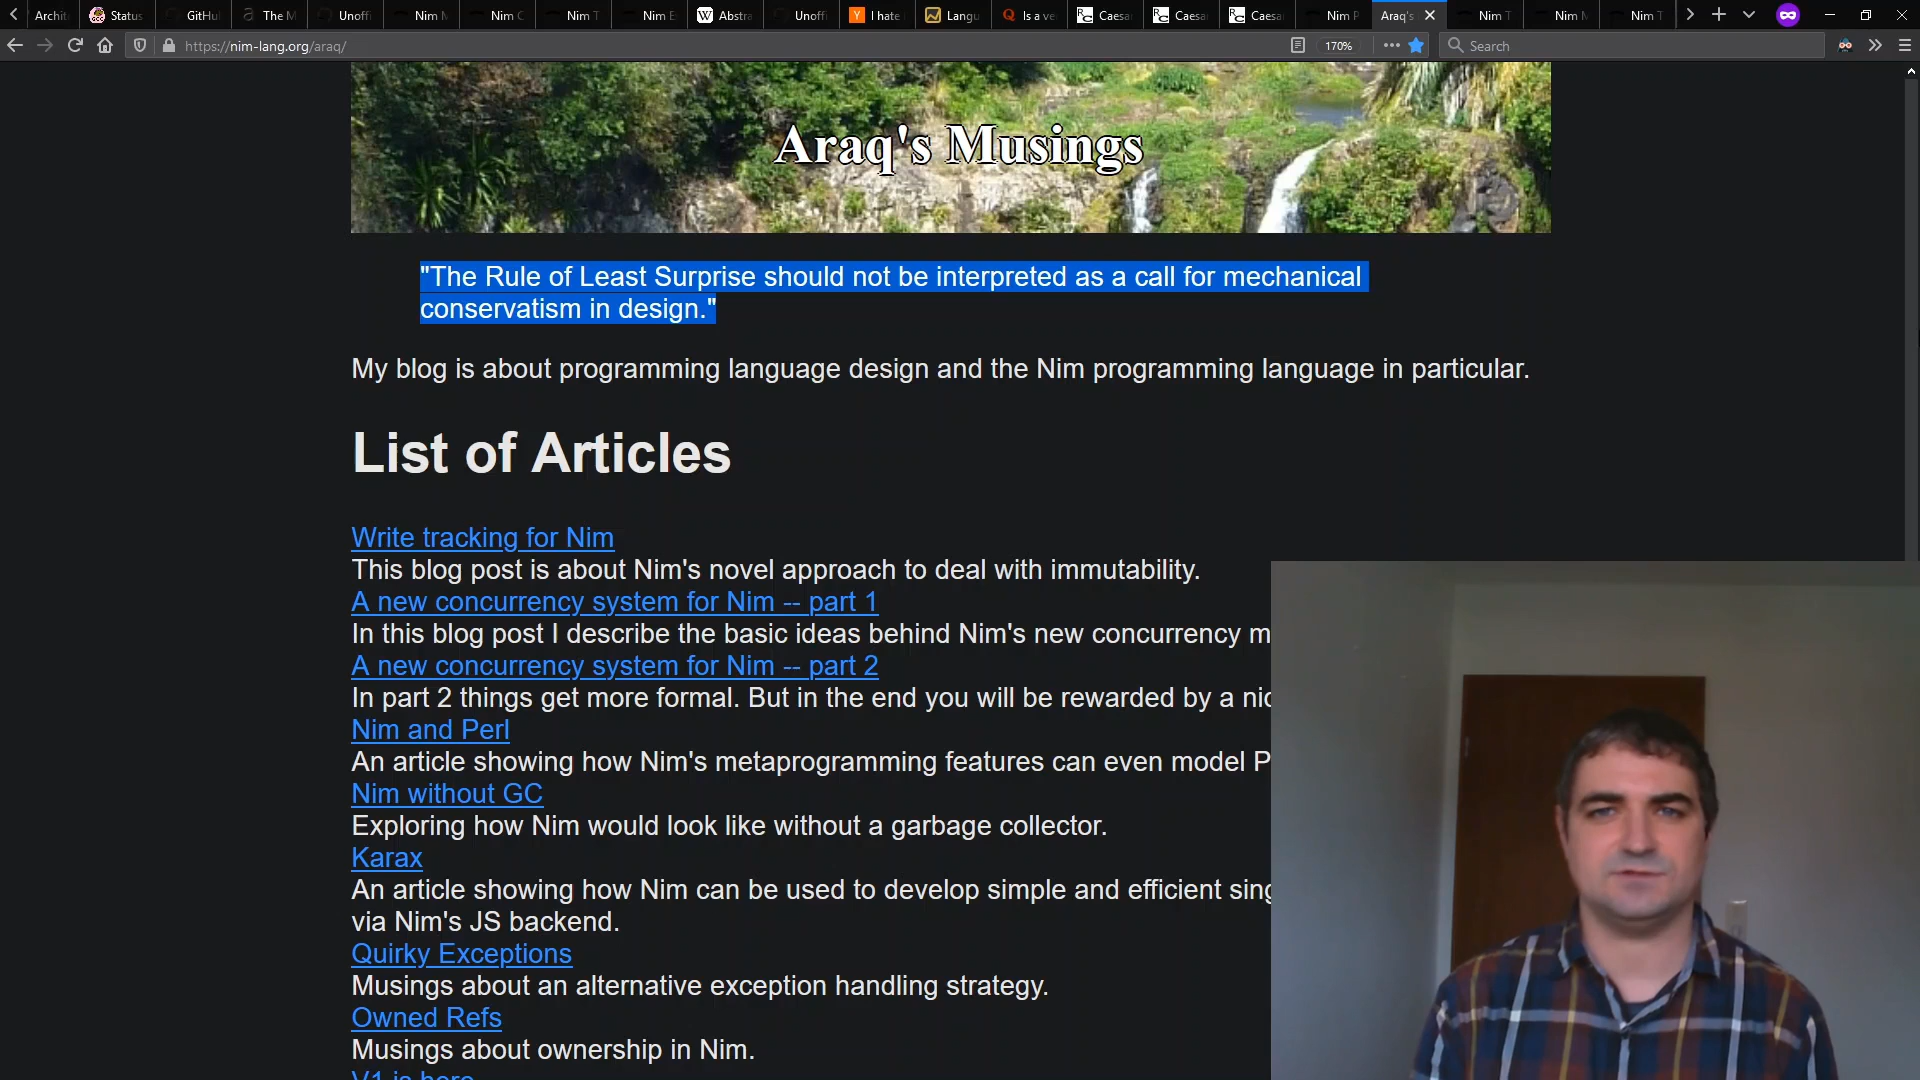 Archit
Status
GitHu
The M
Unoffi
Nim M
Nim C
Nim T
Nim E
Abstra
Unoffi
I hate
Langu
Is a ve
Caesar
Caesa
Caesa
Nim P
Araq's
Nim T
Nim M
Nim T
https://nim-lang.org/araq/
170%
Search
Araq's Musings
"The Rule of Least Surprise should not be interpreted as a call for mechanical
conservatism in design."
My blog is about programming language design and the Nim programming language in particular.
List of Articles
Write tracking for Nim
This blog post is about Nim's novel approach to deal with immutability.
A new concurrency system for Nim -- part 1
In this blog post I describe the basic ideas behind Nim's new concurrency m
A new concurrency system for Nim -- part 2
In part 2 things get more formal. But in the end you will be rewarded by a nic
Nim and Perl
An article showing how Nim's metaprogramming features can even model P
Nim without GC
Exploring how Nim would look like without a garbage collector.
Karax
An article showing how Nim can be used to develop simple and efficient sing
via Nim's JS backend.
Quirky Exceptions
Musings about an alternative exception handling strategy.
Owned Refs
Musings about ownership in Nim.
V1 is here